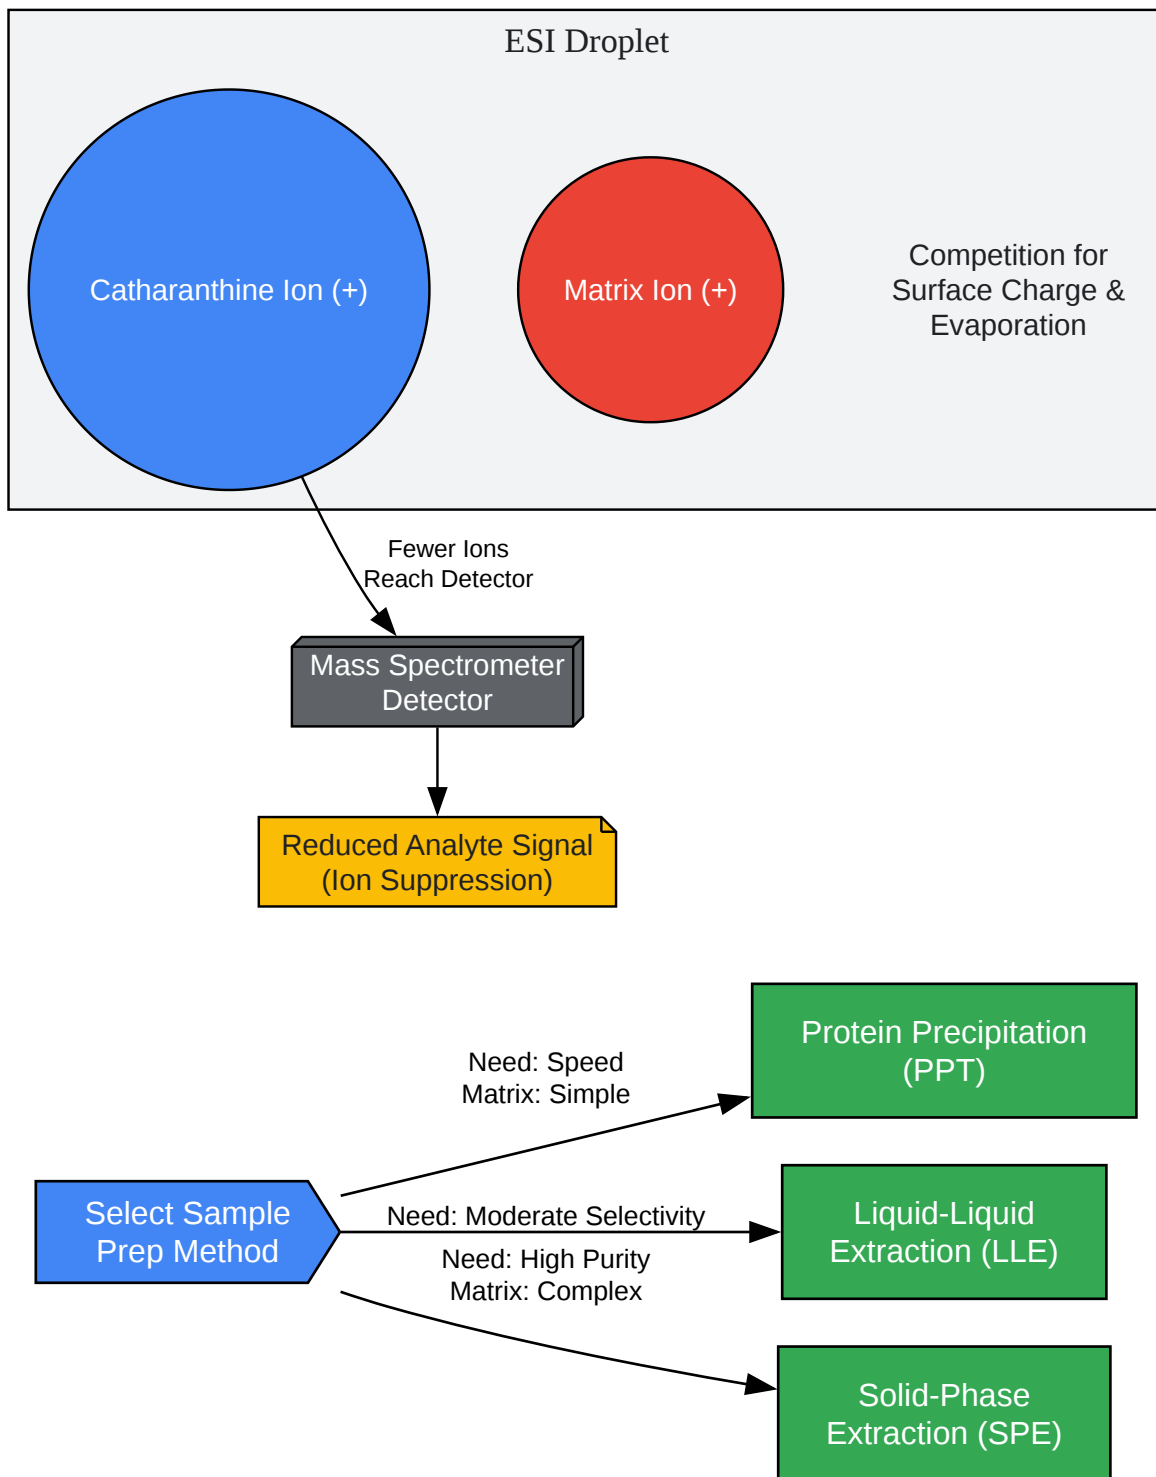 ESI Droplet
Catharanthine Ion (+)
Matrix Ion (+)
Competition for
Surface Charge &
Evaporation
Fewer Ions
Reach Detector
Mass Spectrometer
Detector
Reduced Analyte Signal
(Ion Suppression)
Protein Precipitation
(PPT)
Need: Speed
Matrix: Simple
Select Sample
Prep Method
Need: Moderate Selectivity
Liquid-Liquid
Extraction (LLE)
Need: High Purity
Matrix: Complex
Solid-Phase
Extraction (SPE)